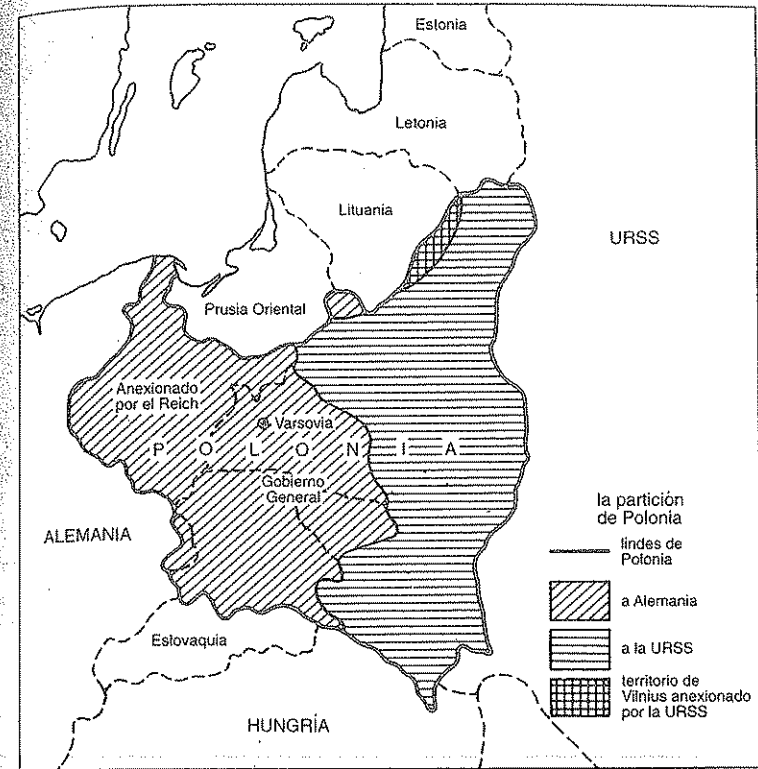 Estonia
Letonia
Lituania
URSS
Prusia Oriental
Anexionado
por el Reich
Varsovia
P O L O N I A
Gobierno
General
ALEMANIA
Eslovaquia
HUNGRÍA
la partición
de Polonia
lindes de
Polonia
a Alemania
a la URSS
territorio de
Vilnius anexionado
por la URSS